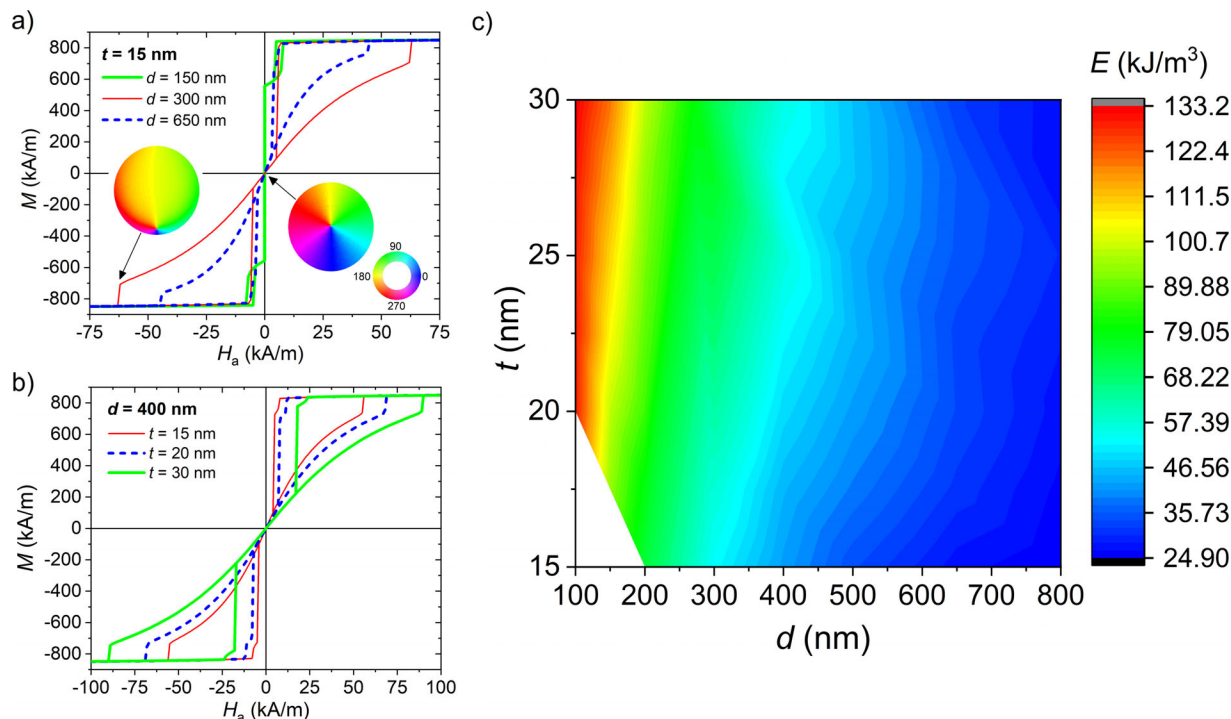 a)
t = 15 nm
d = 150 nm
d = 300 nm
d = 650 nm
M (kA/m)
800
600
400
200
0
-200
-400
-600
-800
90
180
0
270
-75 -50 -25 0 25 50 75
Hₐ (kA/m)
b)
d = 400 nm
t = 15 nm
t = 20 nm
t = 30 nm
M (kA/m)
800
600
400
200
0
-200
-400
-600
-800
-100 -75 -50 -25 0 25 50 75 100
Hₐ (kA/m)
c)
t (nm)
30
25
20
15
100 200 300 400 500 600 700 800
d (nm)
E (kJ/m³)
133.2
122.4
111.5
100.7
89.88
79.05
68.22
57.39
46.56
35.73
24.90